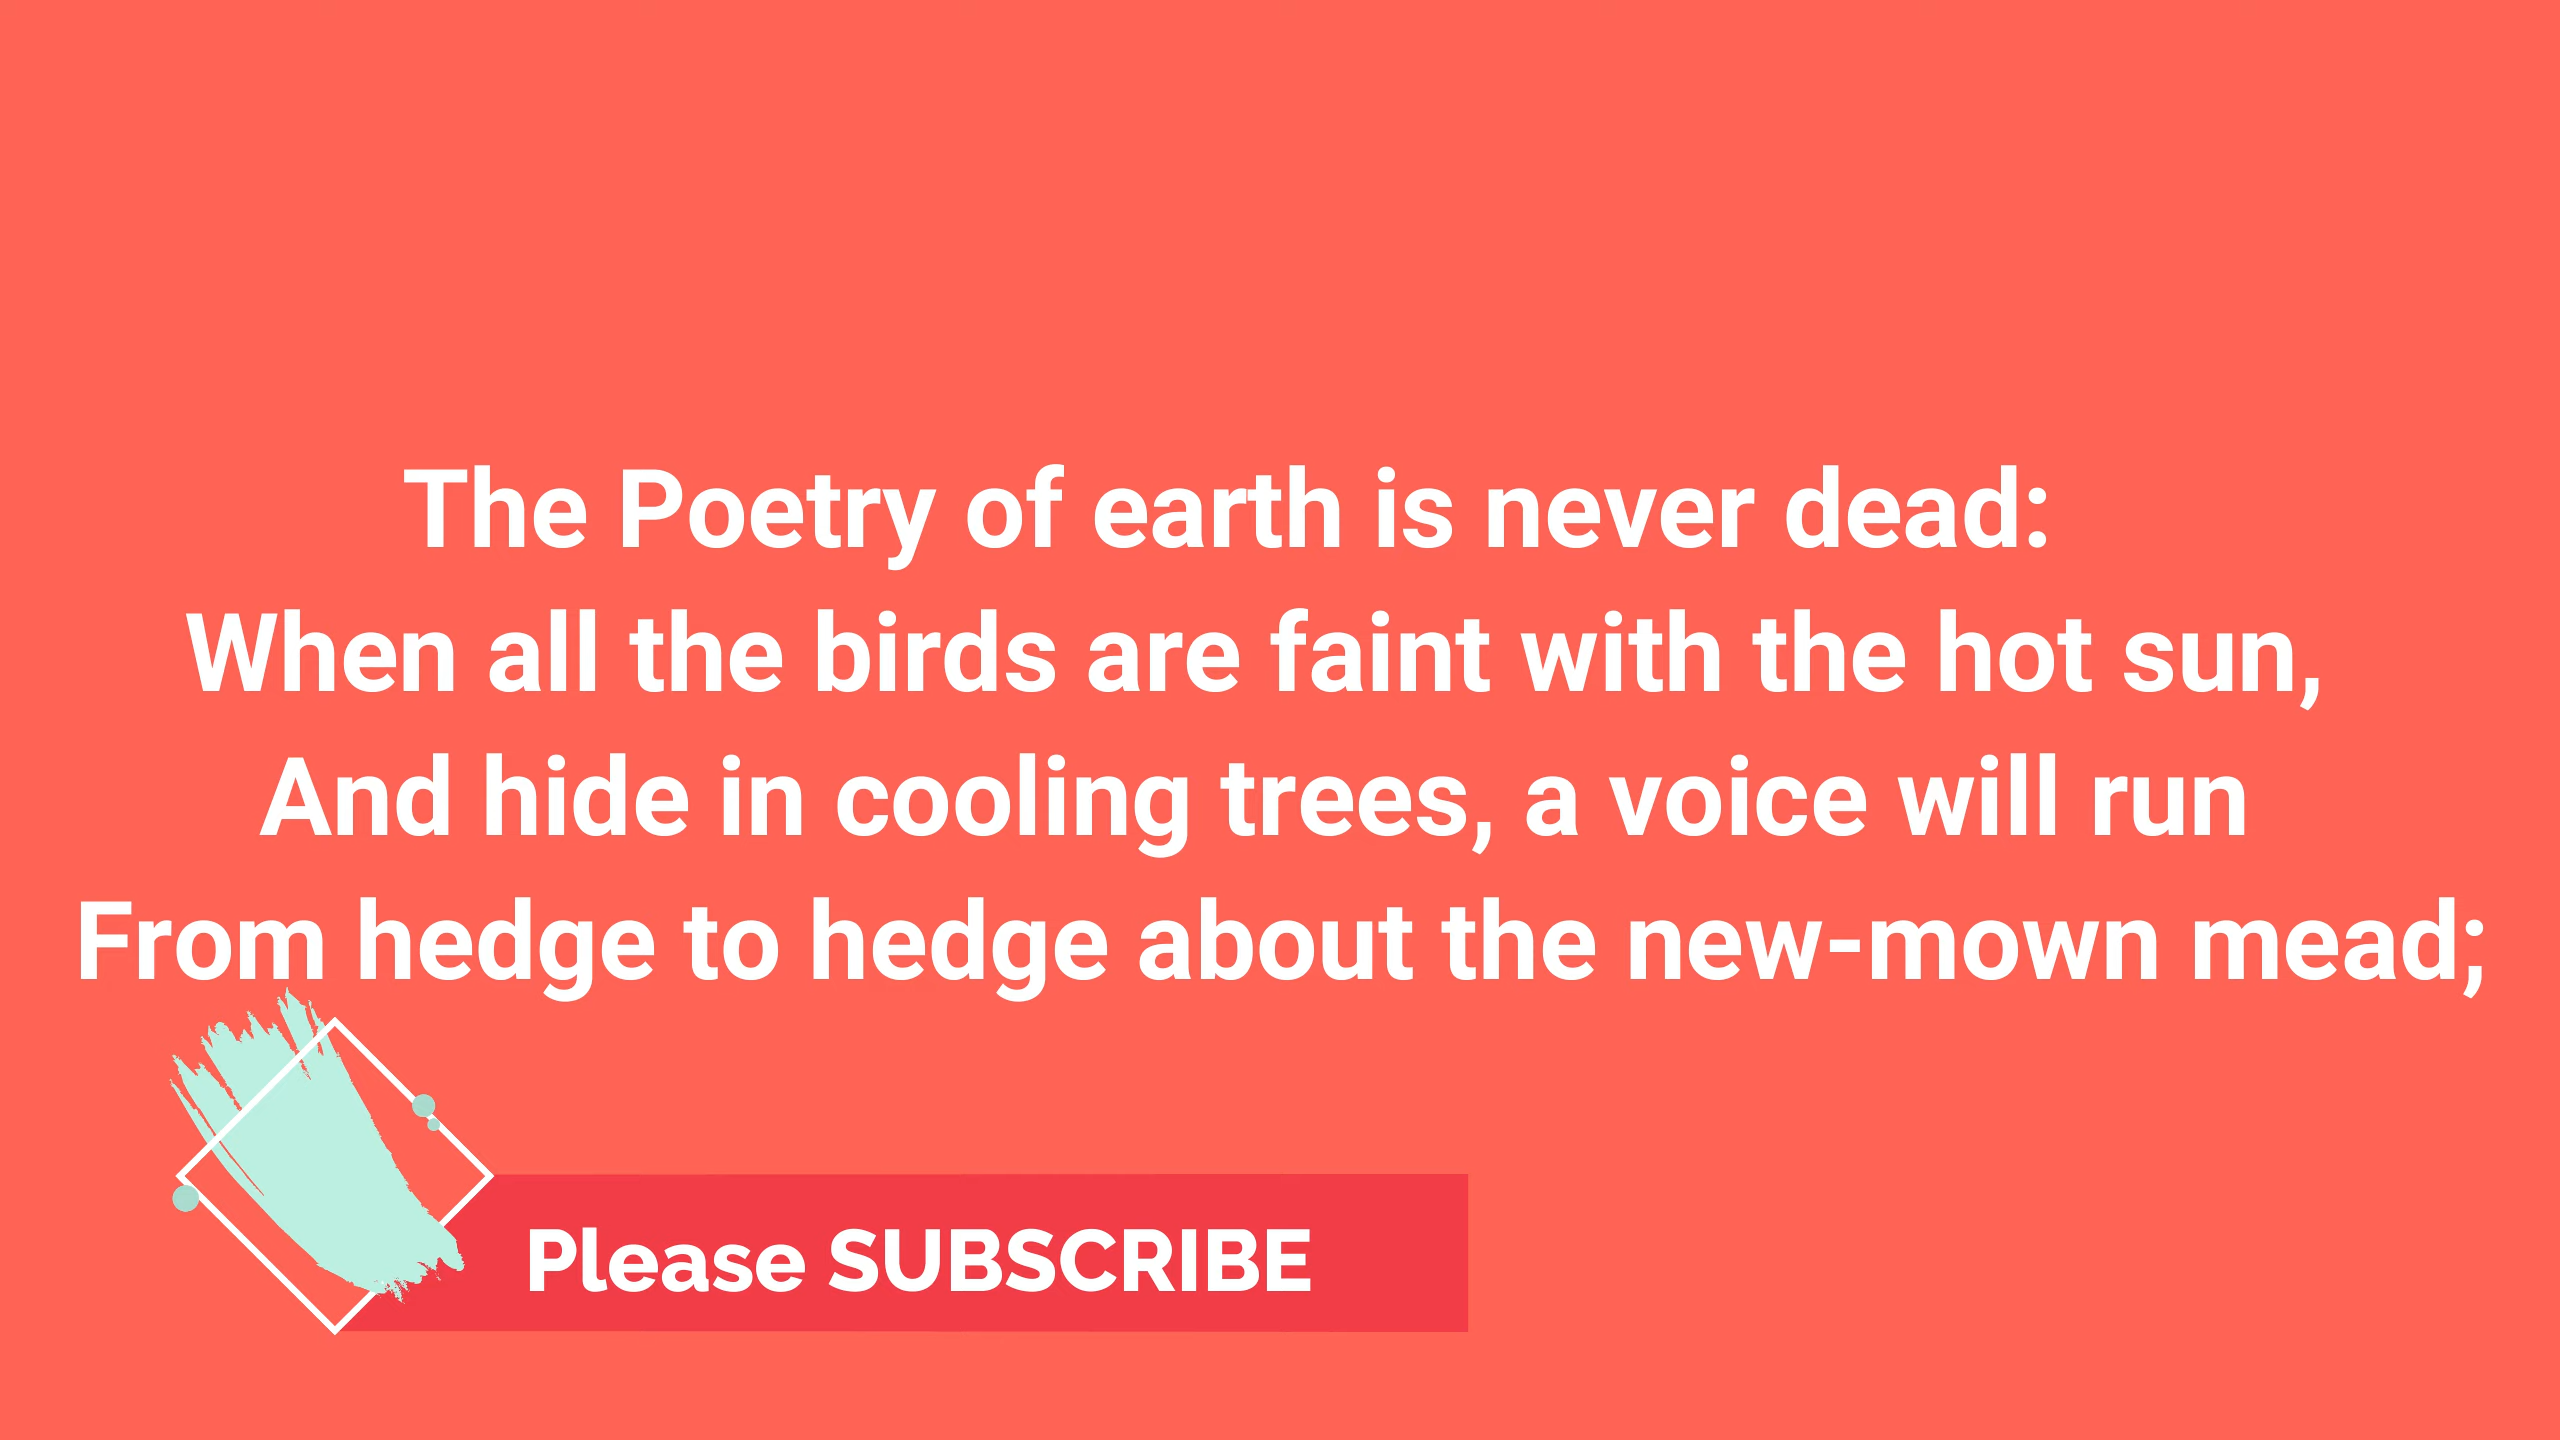 The Poetry of earth is never dead:
When all the birds are faint with the hot sun,
And hide in cooling trees, a voice will run
From hedge to hedge about the new-mown mead;
Please SUBSCRIBE